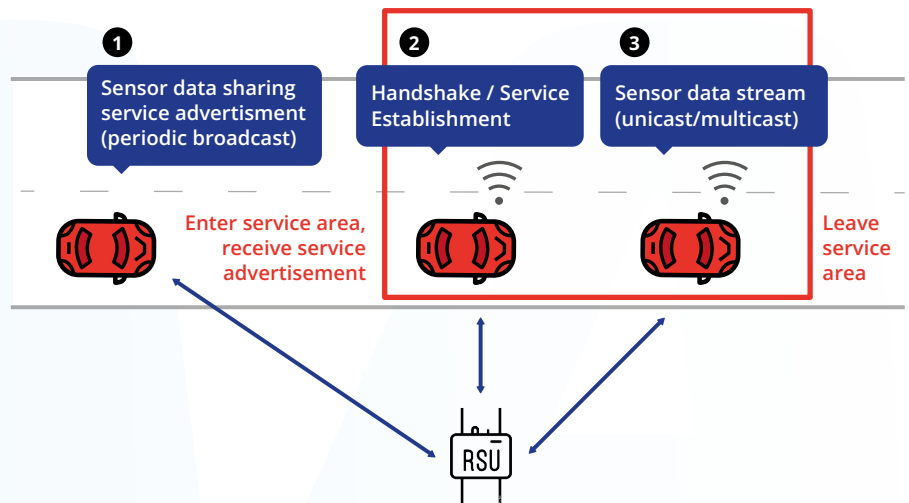 1
Sensor data sharing
service advertisment
(periodic broadcast)
2
Handshake / Service
Establishment
3
Sensor data stream
(unicast/multicast)
Enter service area,
receive service
advertisement
Leave
service
area
RSU